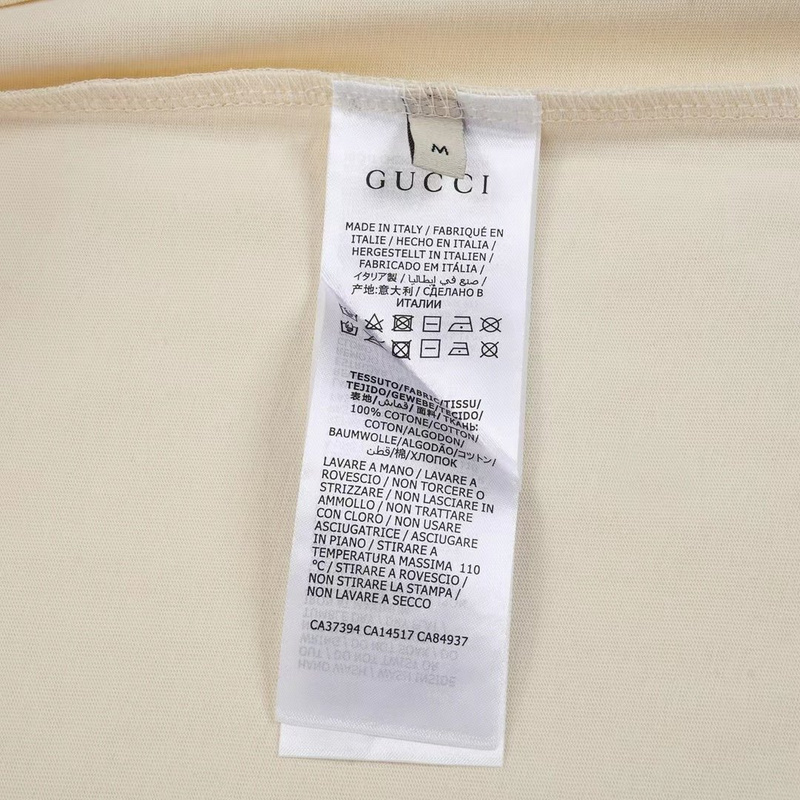 M
GUCCI
MADE IN ITALY / FABRIQUÉ EN
ITALIE / HECHO EN ITALIA /
HERGESTELLT IN ITALIEN /
FABRICADO EM ITÁLIA /
イタリア製 / صنع في إيطاليا /
产地:意大利 / СДЕЛАНО В
ИТАЛИИ
TESSUTO/FABRIC/TISSU/
TEJIDO/GEWEBE/TECIDO/
表地/قماش/ 面料/ ТКАНЬ:
100% COTONE/COTTON/
COTON/ALGODON/
BAUMWOLLE/ALGODÃO/コットン/
قطن/棉/ХЛОПОК
LAVARE A MANO / LAVARE A
ROVESCIO / NON TORCERE O
STRIZZARE / NON LASCIARE IN
AMMOLLO / NON TRATTARE
CON CLORO / NON USARE
ASCIUGATRICE / ASCIUGARE
IN PIANO / STIRARE A
TEMPERATURA MASSIMA 110
°C / STIRARE A ROVESCIO /
NON STIRARE LA STAMPA /
NON LAVARE A SECCO
CA37394 CA14517 CA84937